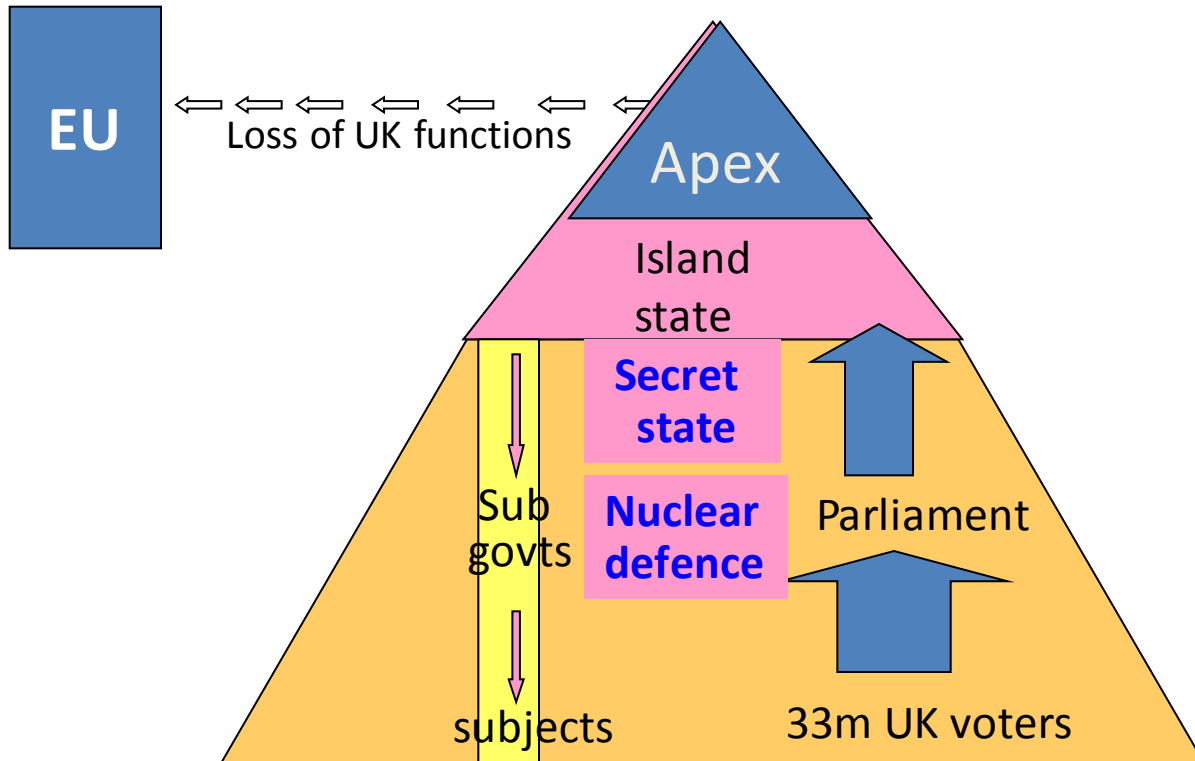 EU
Loss of UK functions
Apex
Island
state
Secret
state
Nuclear
defence
Sub
govts
subjects
Parliament
33m UK voters